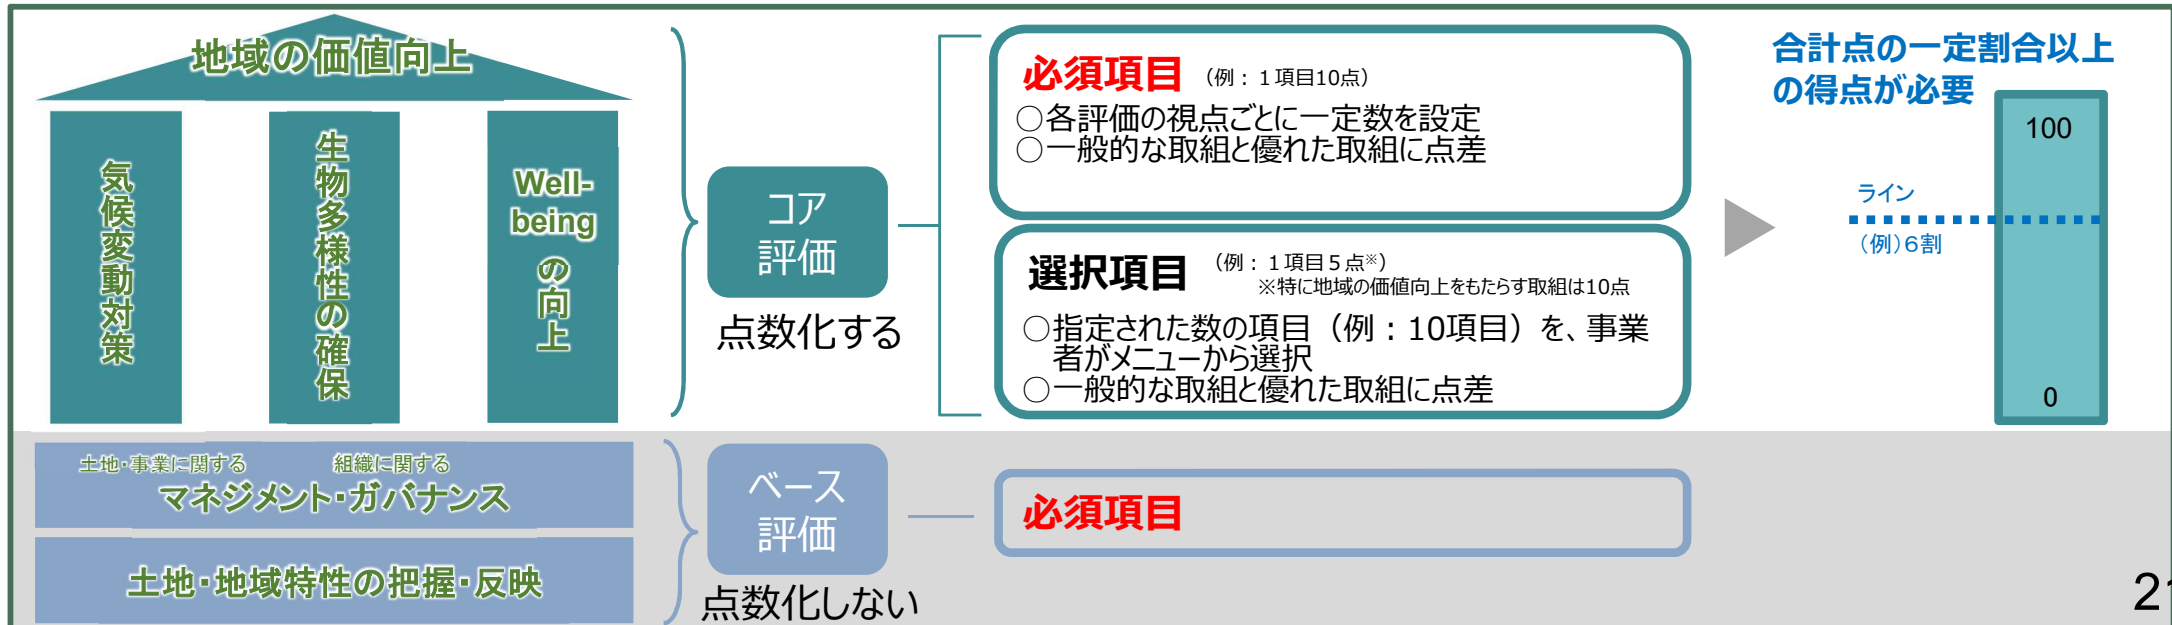 地域の価値向上
気候変動対策
生物多様性の確保
Well-
being
の向上
コア
評価
点数化する
必須項目 (例：１項目10点)
○各評価の視点ごとに一定数を設定
○一般的な取組と優れた取組に点差
選択項目 (例：１項目５点※)
※特に地域の価値向上をもたらす取組は10点
○指定された数の項目（例：10項目）を、事業
者がメニューから選択
○一般的な取組と優れた取組に点差
合計点の一定割合以上
の得点が必要
100
ライン
(例)６割
0
土地・事業に関する 組織に関する
マネジメント・ガバナンス
土地・地域特性の把握・反映
ベース
評価
点数化しない
必須項目